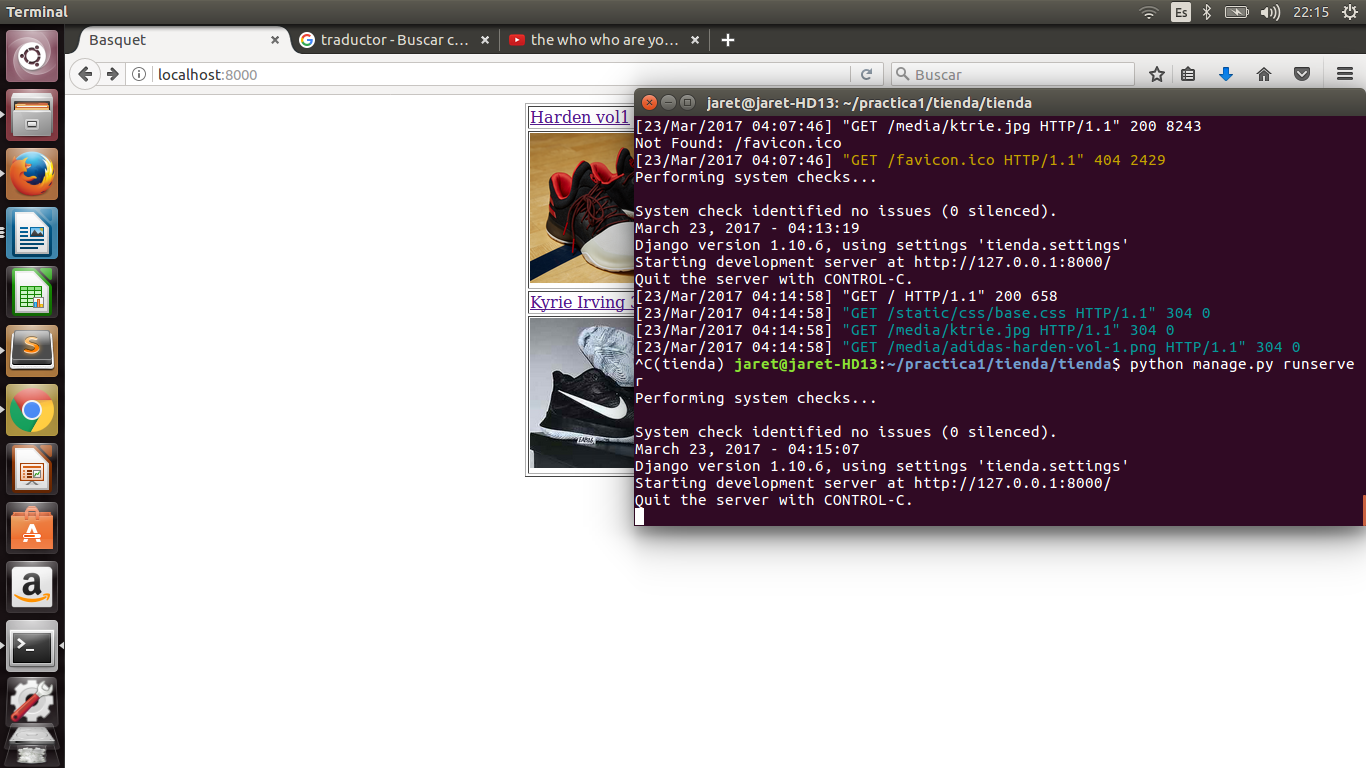 Terminal
Es
22:15
Basquet
traductor - Buscar c...
the who who are yo...
localhost:8000
Buscar
Harden vol1
Kyrie Irving
jaret@jaret-HD13: ~/practica1/tienda/tienda
[23/Mar/2017 04:07:46] "GET /media/ktrie.jpg HTTP/1.1" 200 8243
Not Found: /favicon.ico
[23/Mar/2017 04:07:46] "GET /favicon.ico HTTP/1.1" 404 2429
Performing system checks...
System check identified no issues (0 silenced).
March 23, 2017 - 04:13:19
Django version 1.10.6, using settings 'tienda.settings'
Starting development server at http://127.0.0.1:8000/
Quit the server with CONTROL-C.
[23/Mar/2017 04:14:58] "GET / HTTP/1.1" 200 658
[23/Mar/2017 04:14:58] "GET /static/css/base.css HTTP/1.1" 304 0
[23/Mar/2017 04:14:58] "GET /media/ktrie.jpg HTTP/1.1" 304 0
[23/Mar/2017 04:14:58] "GET /media/adidas-harden-vol-1.png HTTP/1.1" 304 0
^C(tienda) jaret@jaret-HD13:~/practica1/tienda/tienda$ python manage.py runserve
r
Performing system checks...
System check identified no issues (0 silenced).
March 23, 2017 - 04:15:07
Django version 1.10.6, using settings 'tienda.settings'
Starting development server at http://127.0.0.1:8000/
Quit the server with CONTROL-C.